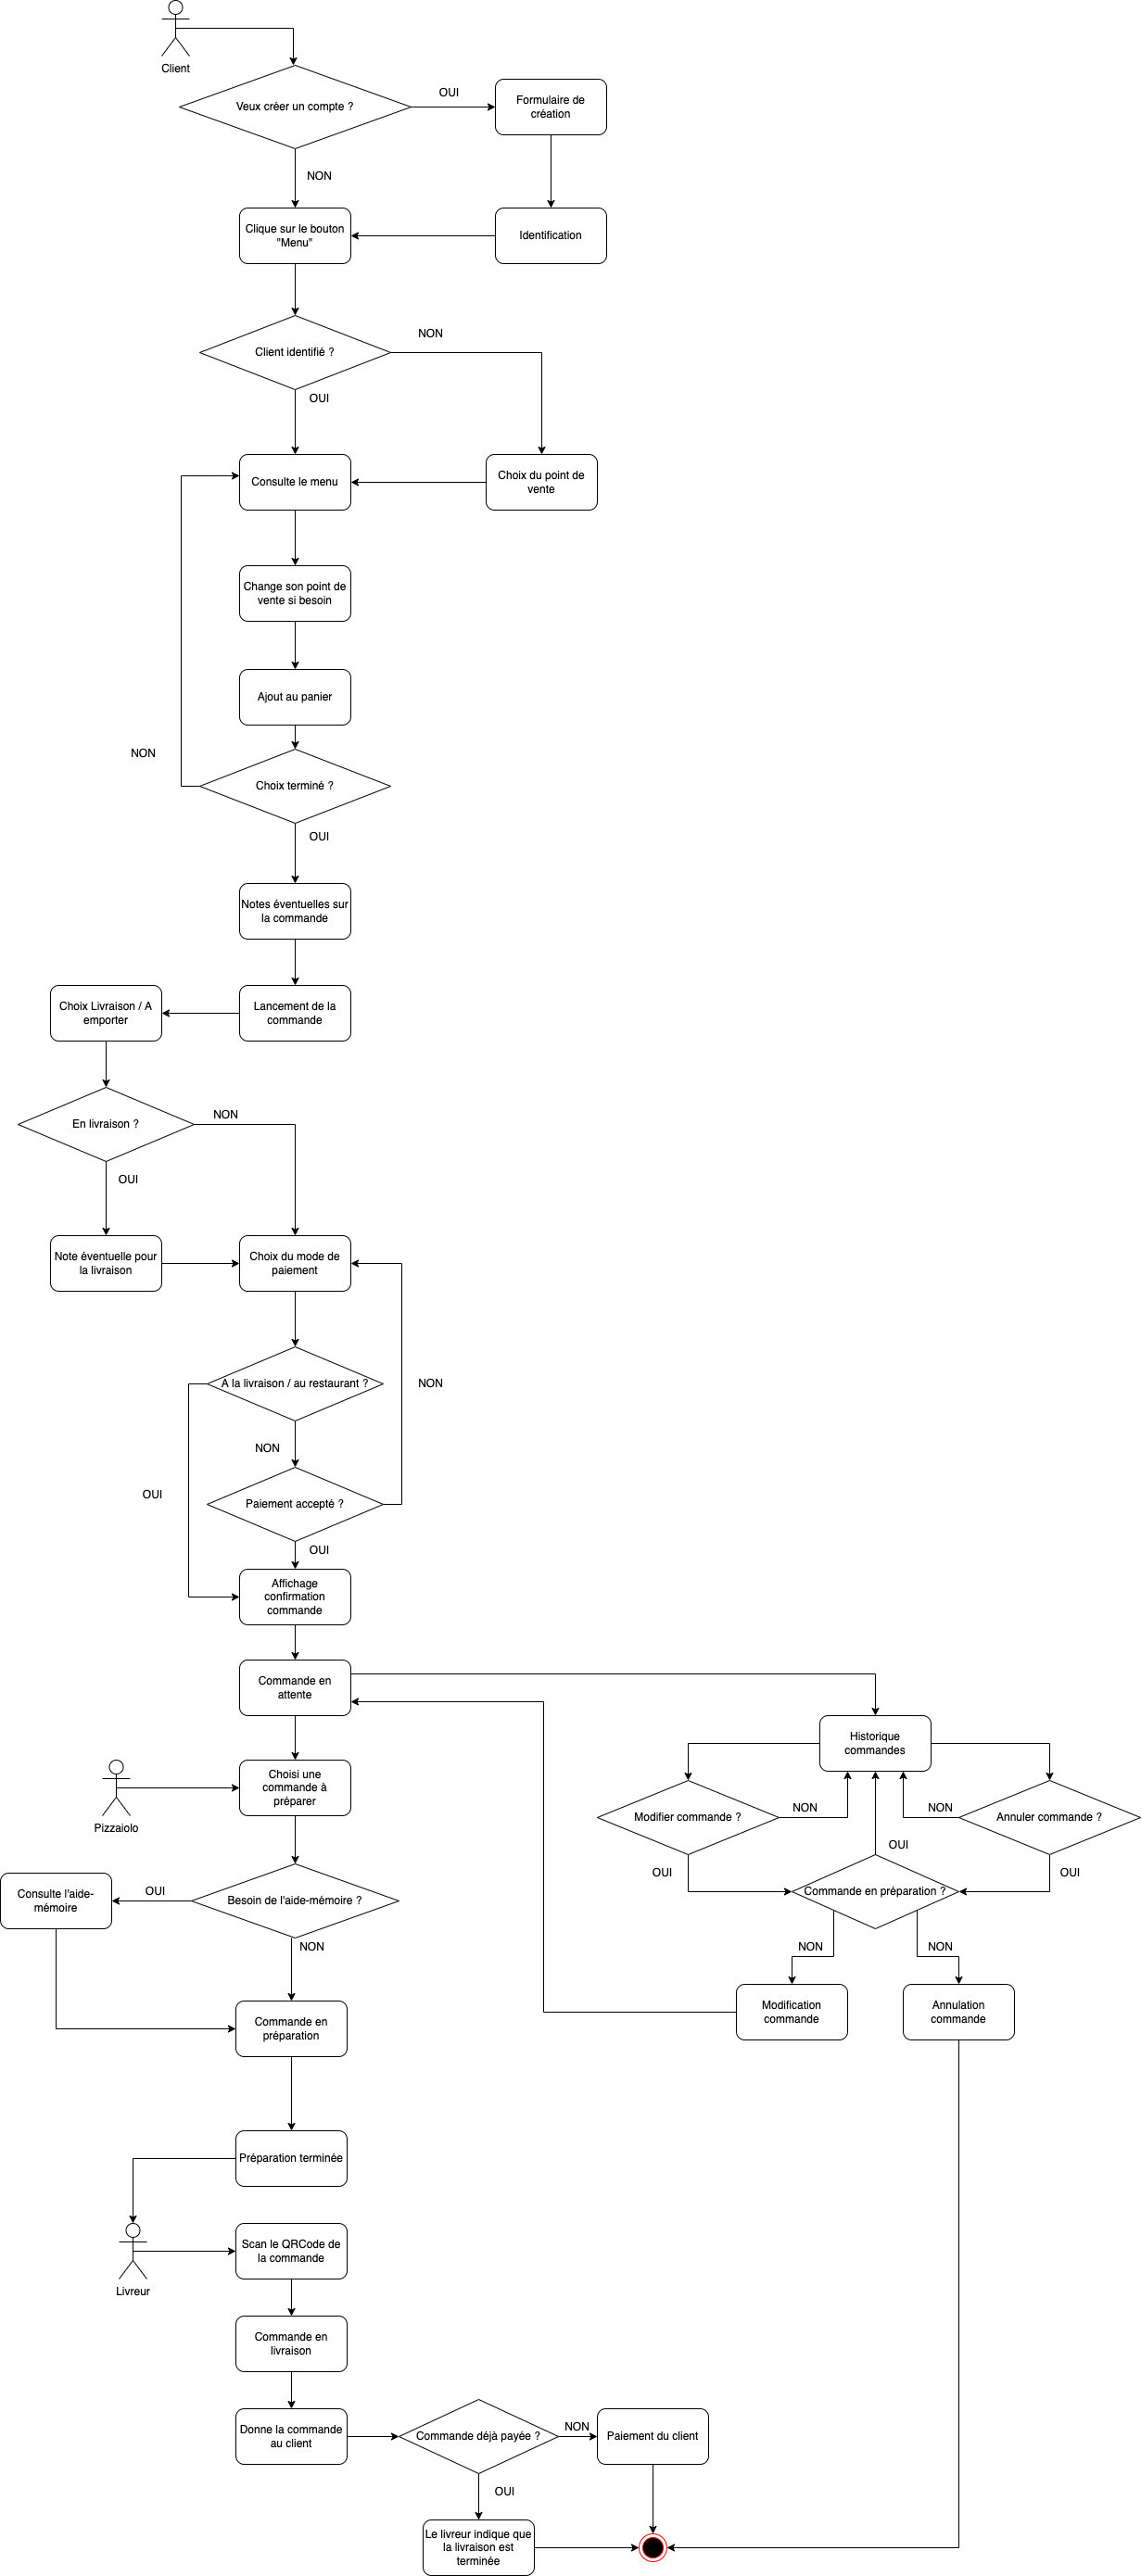 Client
Veux créer un compte ?
OUI
Formulaire de
création
NON
Clique sur le bouton
"Menu"
Identification
Client identifié ?
NON
OUI
Consulte le menu
Choix du point de
vente
Change son point de
vente si besoin
Ajout au panier
NON
Choix terminé ?
OUI
Notes éventuelles sur
la commande
Choix Livraison / A
emporter
Lancement de la
commande
En livraison ?
NON
OUI
Note éventuelle pour
la livraison
Choix du mode de
paiement
A la livraison / au restaurant ?
NON
NON
OUI
Paiement accepté ?
OUI
Affichage
confirmation
commande
Commande en
attente
Historique
commandes
Choisi une
commande à
préparer
Pizzaiolo
Modifier commande ?
NON
NON
Annuler commande ?
OUI
OUI
OUI
Commande en préparation ?
Consulte l'aide-
mémoire
OUI
Besoin de l'aide-mémoire ?
NON
NON
NON
Modification
commande
Annulation
commande
Commande en
préparation
Préparation terminée
Scan le QRCode de
la commande
Livreur
Commande en
livraison
Donne la commande
au client
Commande déjà payée ?
NON
Paiement du client
OUI
Le livreur indique que
la livraison est
terminée